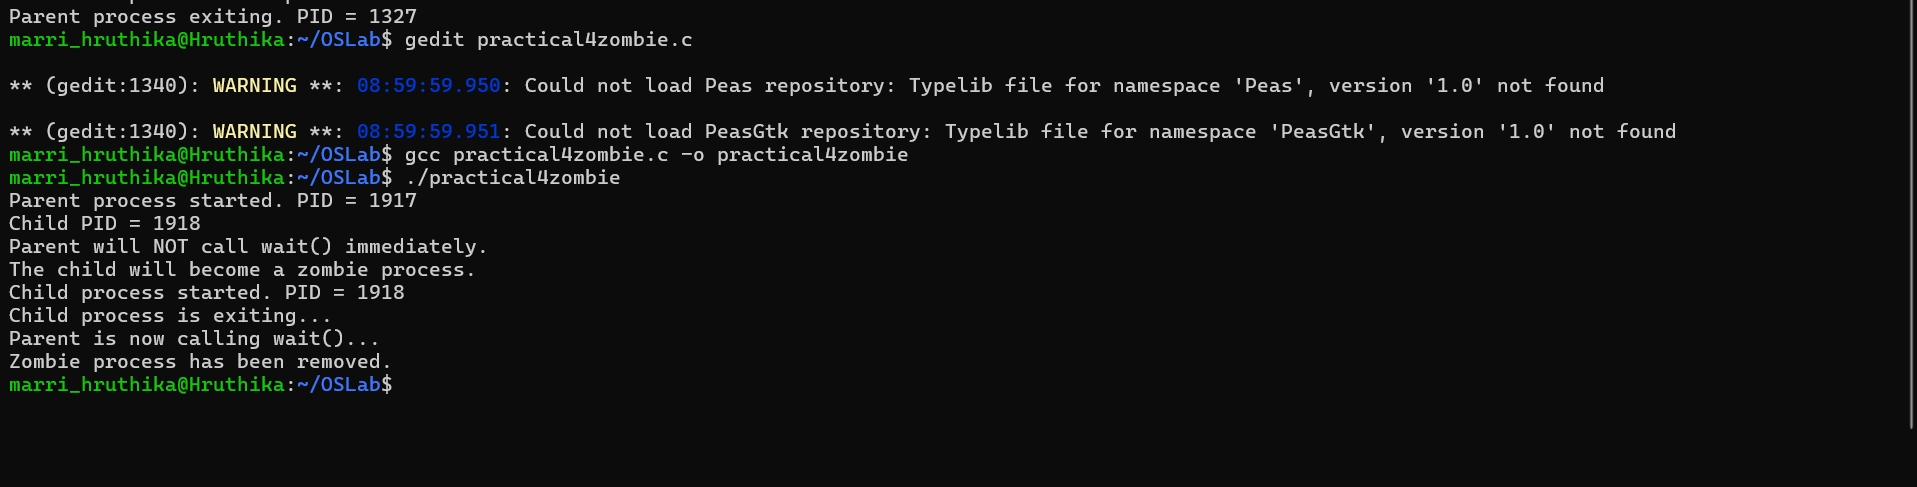 Parent process exiting. PID = 1327
marri_hruthika@Hruthika:~/OSLab$ gedit practical4zombie.c
** (gedit:1340): WARNING **: 08:59:59.950: Could not load Peas repository: Typelib file for namespace 'Peas', version '1.0' not found
** (gedit:1340): WARNING **: 08:59:59.951: Could not load PeasGtk repository: Typelib file for namespace 'PeasGtk', version '1.0' not found
marri_hruthika@Hruthika:~/OSLab$ gcc practical4zombie.c -o practical4zombie
marri_hruthika@Hruthika:~/OSLab$ ./practical4zombie
Parent process started. PID = 1917
Child PID = 1918
Parent will NOT call wait() immediately.
The child will become a zombie process.
Child process started. PID = 1918
Child process is exiting...
Parent is now calling wait()...
Zombie process has been removed.
marri_hruthika@Hruthika:~/OSLab$